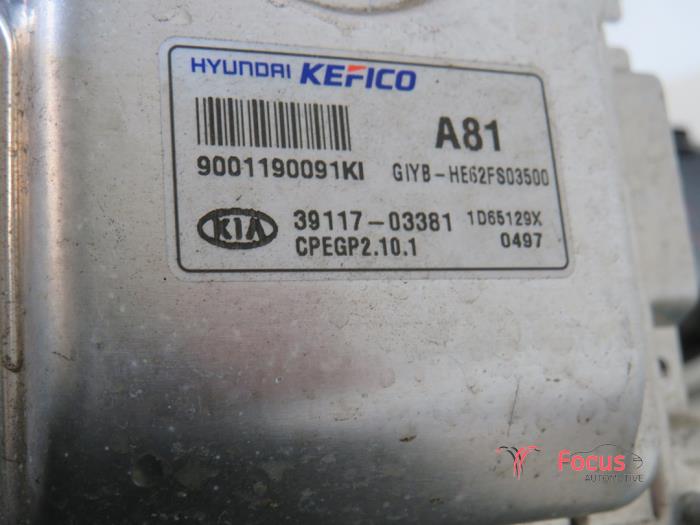 HYUNDAI KEFICO
A81
9001190091KI
GIYB-HE62FS03500
KIA
39117-03381
1D65129X
CPEGP2.10.1
0497
Focus
AUTOMOTIVE